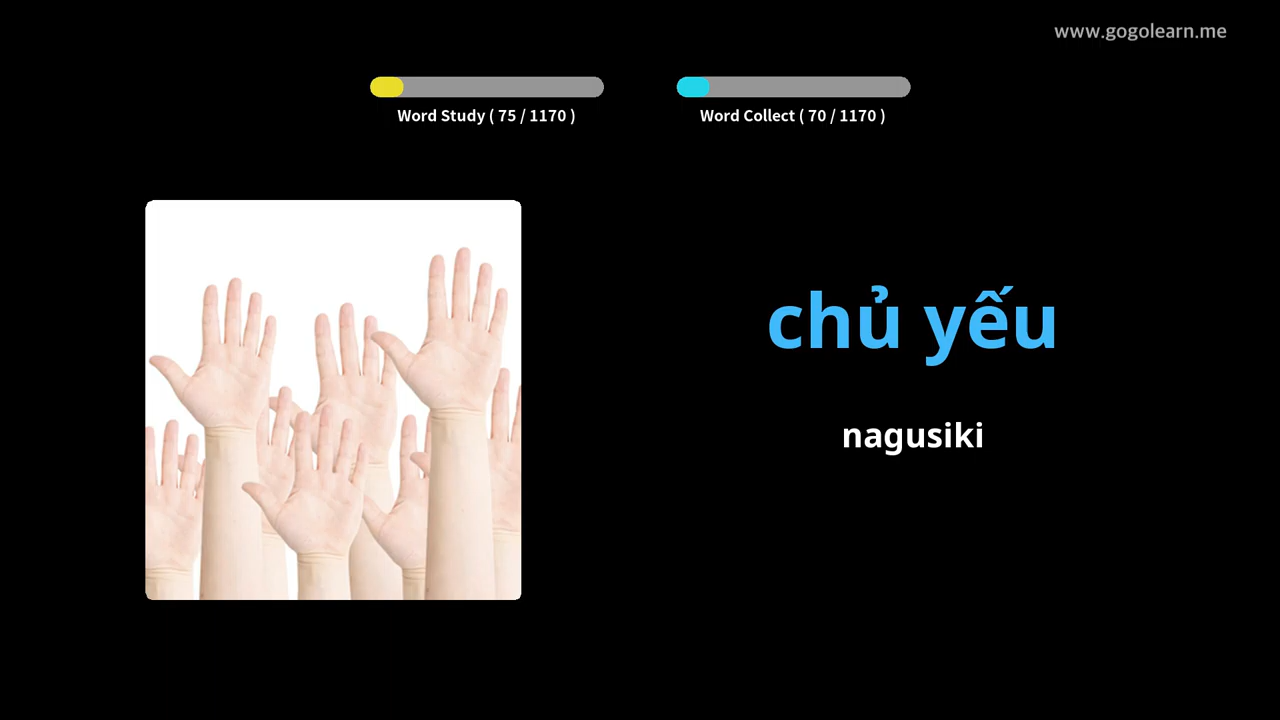 www.gogolearn.me
Word Study ( 75 / 1170 )
Word Collect ( 70 / 1170 )
chủ yếu
nagusiki